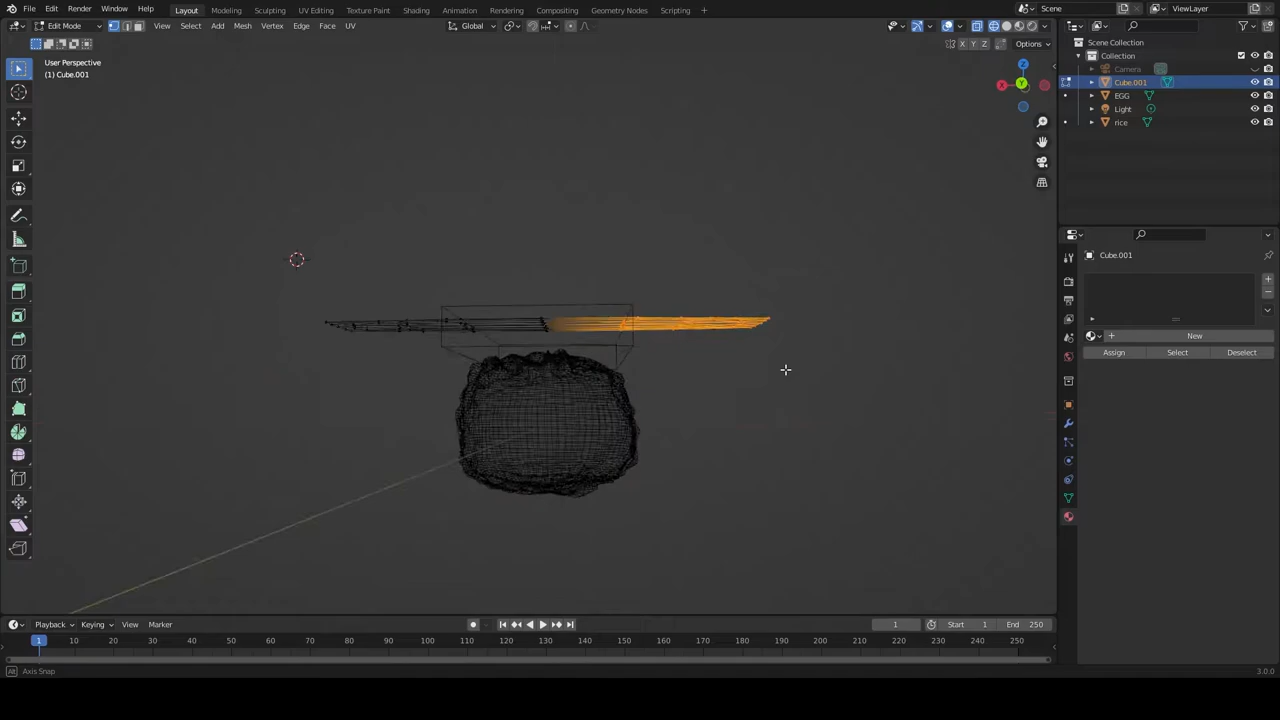 File Edit Render Window Help Layout Modeling Sculpting UV Editing Texture Paint Shading Animation Rendering Compositing Geometry Nodes Scripting + Scene ViewLayer
Edit Mode View Select Add Mesh Vertex Edge Face UV Global
X Y Z Options
User Perspective
(1) Cube.001
Z
X
Y
Scene Collection
Collection
Camera
Cube.001
EGG
Light
rice
Cube.001
New
Assign Select Deselect
Playback Keying View Marker 1 Start 1 End 250
1 10 20 30 40 50 60 70 80 90 100 110 120 130 140 150 160 170 180 190 200 210 220 230 240 250
Alt Axis Snap 3.0.0